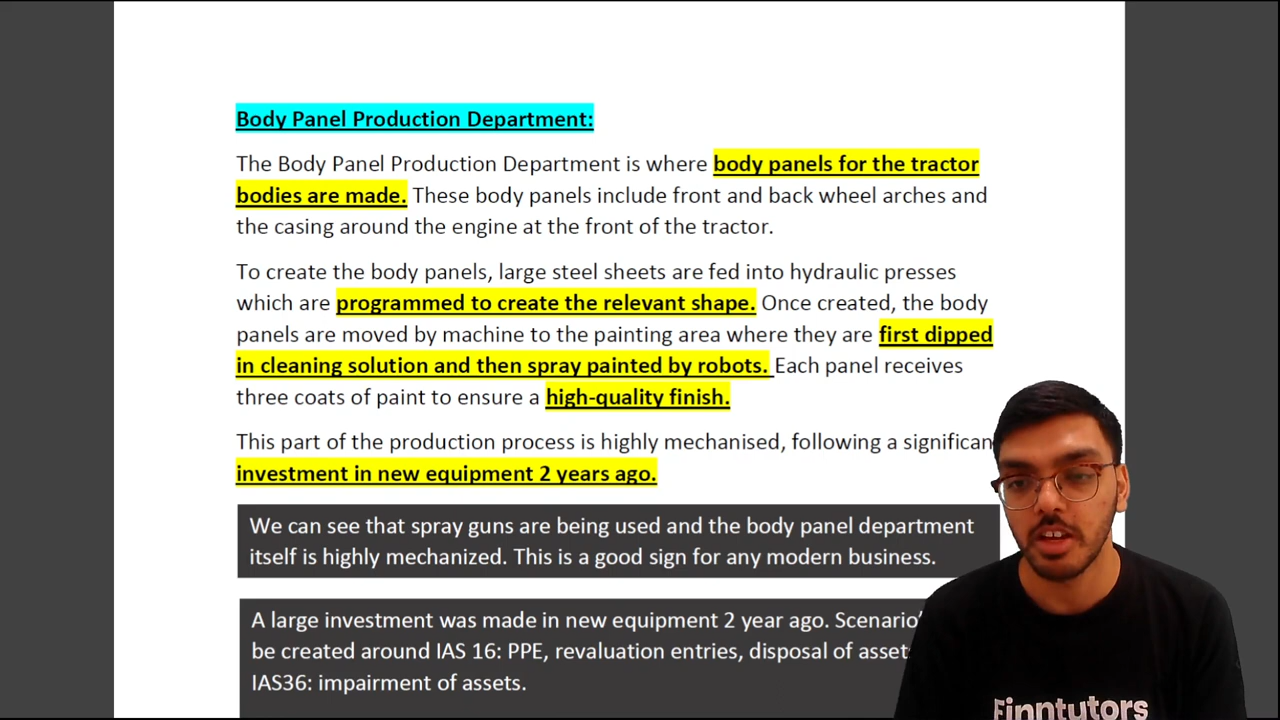 Body Panel Production Department:
The Body Panel Production Department is where body panels for the tractor
bodies are made. These body panels include front and back wheel arches and
the casing around the engine at the front of the tractor.
To create the body panels, large steel sheets are fed into hydraulic presses
which are programmed to create the relevant shape. Once created, the body
panels are moved by machine to the painting area where they are first dipped
in cleaning solution and then spray painted by robots. Each panel receives
three coats of paint to ensure a high-quality finish.
This part of the production process is highly mechanised, following a significan
investment in new equipment 2 years ago.
We can see that spray guns are being used and the body panel department
itself is highly mechanized. This is a good sign for any modern business.
A large investment was made in new equipment 2 year ago. Scenario'
be created around IAS 16: PPE, revaluation entries, disposal of asset
IAS36: impairment of assets.
Finntutors